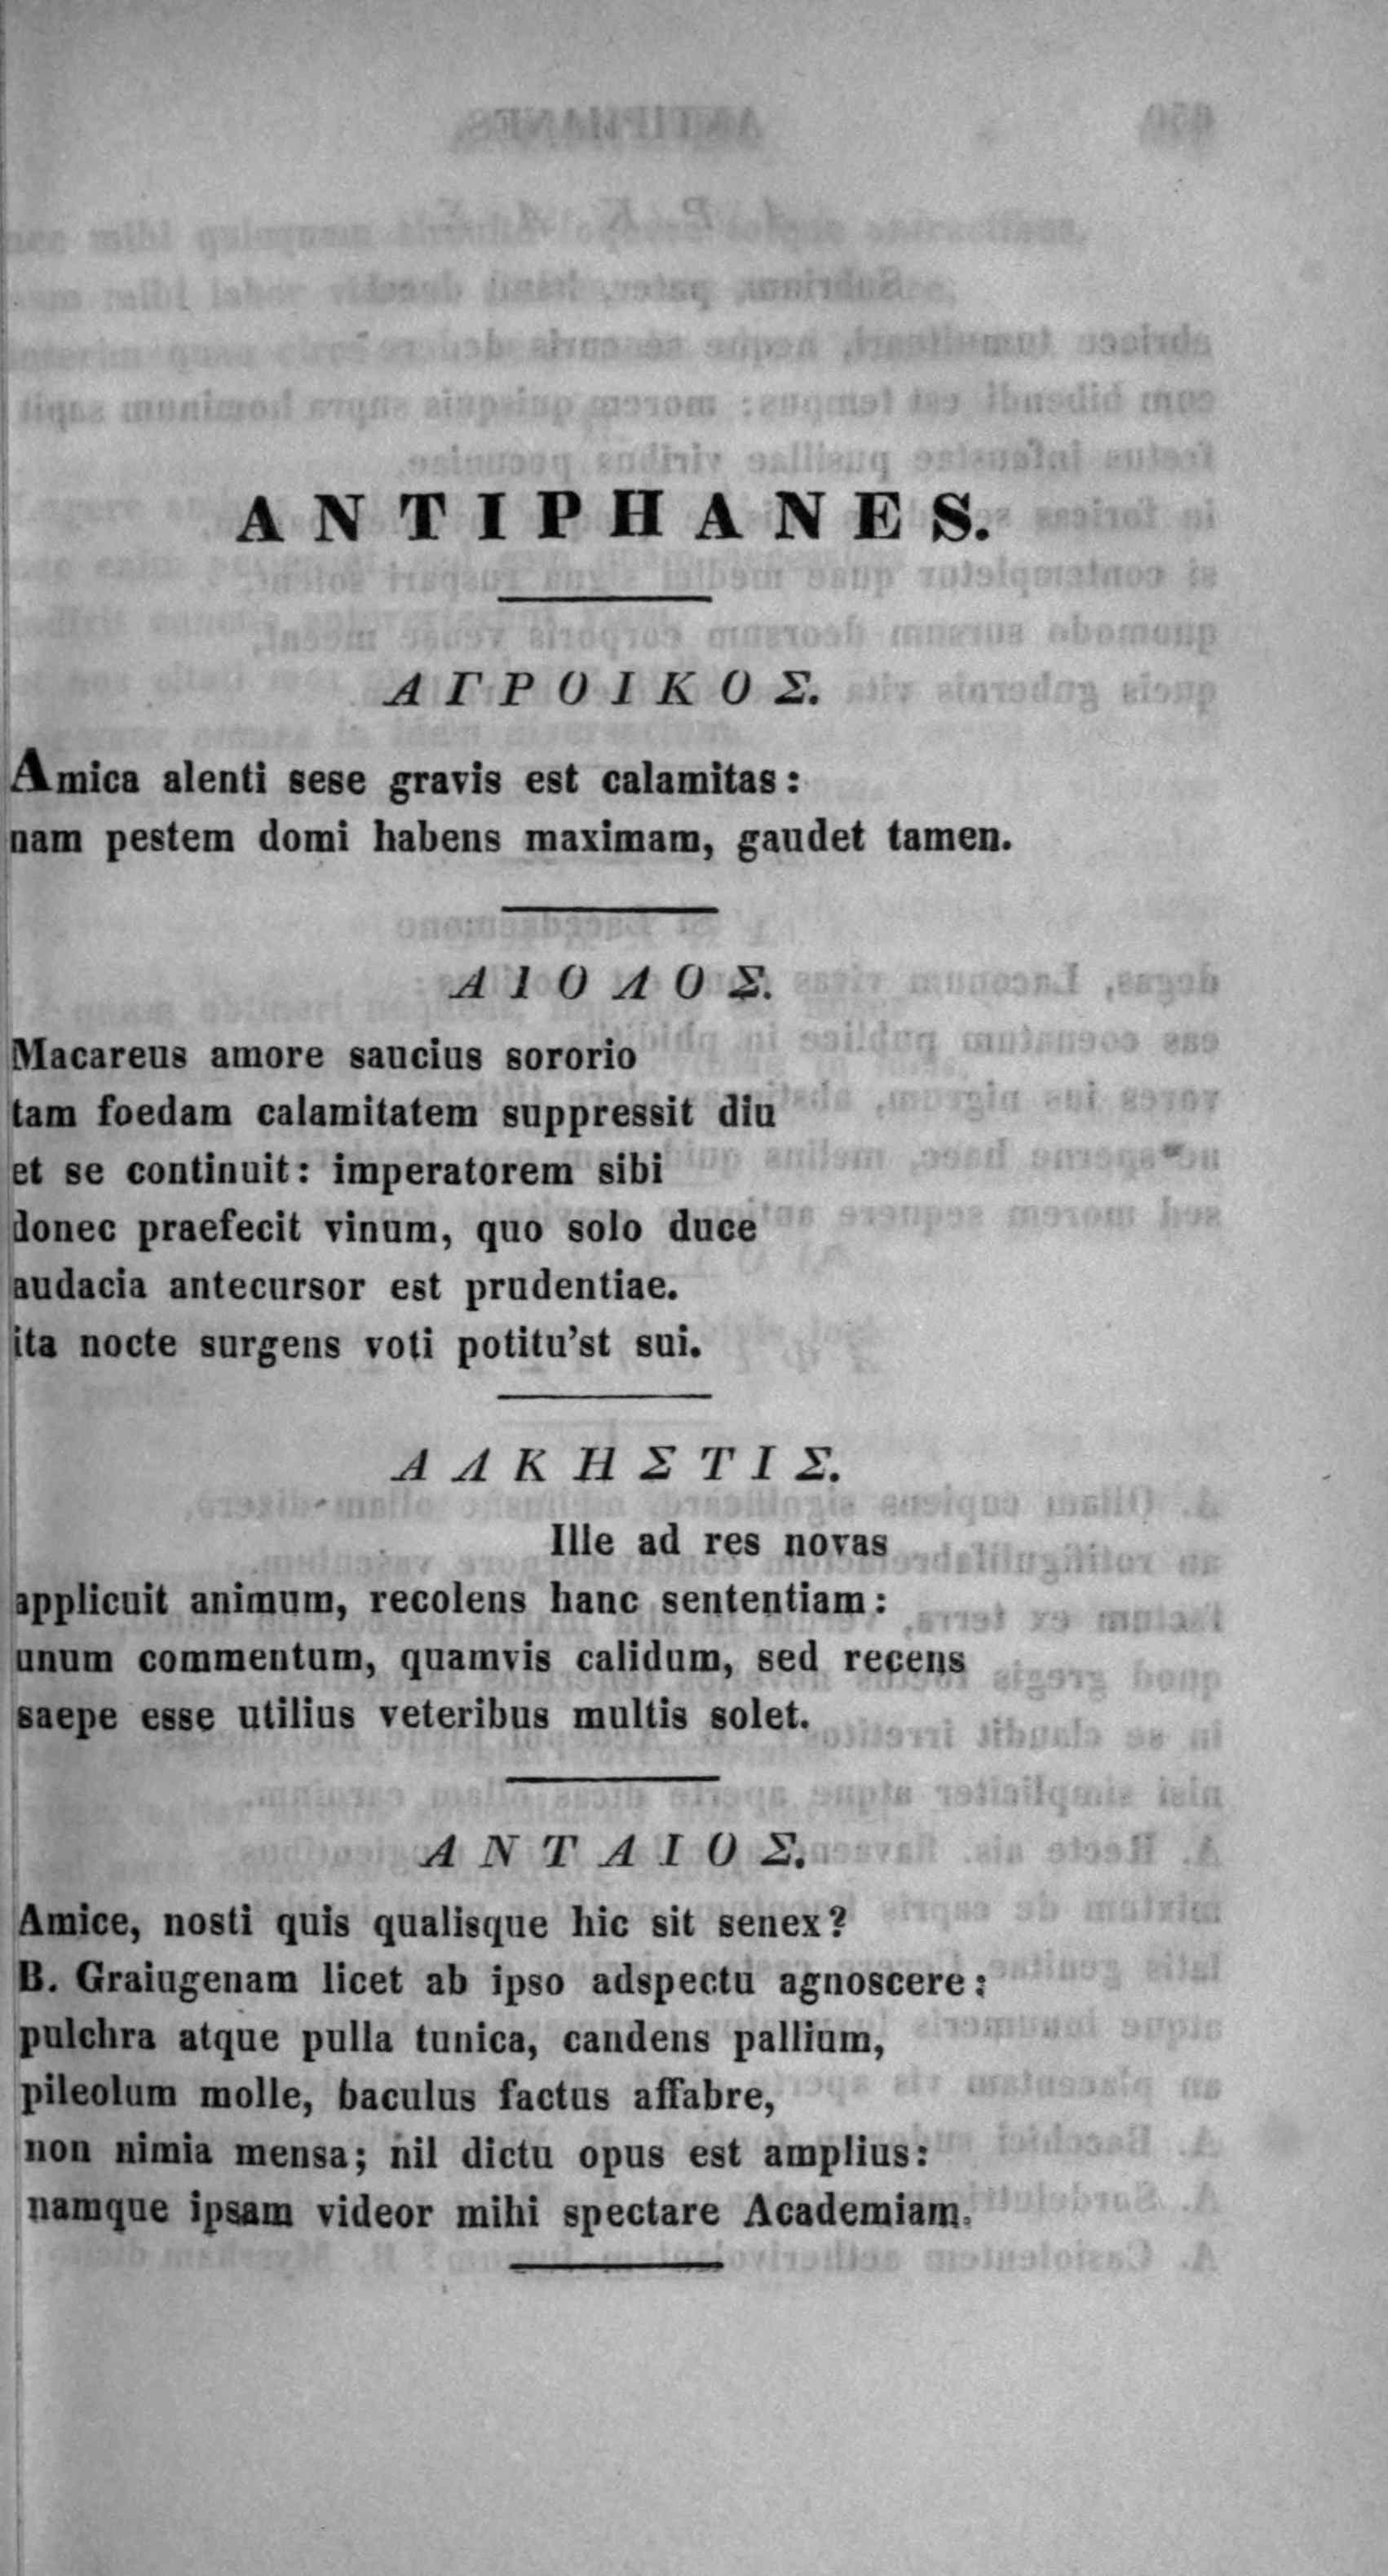 ANTIPHANES.
ΑΓΡΟΙΚΟΣ.
Amica alenti sese gravis est calamitas:
nam pestem domi habens maximam, gaudet tamen.
ΑΙΟΛΟΣ.
Macareus amore saucius sororio
tam foedam calamitatem suppressit diu
et se continuit: imperatorem sibi
donec praefecit vinum, quo solo duce
audacia antecursor est prudentiae.
ita nocte surgens voti potitu'st sui.
ΑΛΚΗΣΤΙΣ.
Ille ad res novas
applicuit animum, recolens hanc sententiam:
unum commentum, quamvis calidum, sed recens
saepe esse utilius veteribus multis solet.
ΑΝΤΑΙΟΣ.
Amice, nosti quis qualisque hic sit senex?
B. Graiugenam licet ab ipso adspectu agnoscere:
pulchra atque pulla tunica, candens pallium,
pileolum molle, baculus factus affabre,
non nimia mensa; nil dictu opus est amplius:
namque ipsam videor mihi spectare Academiam.